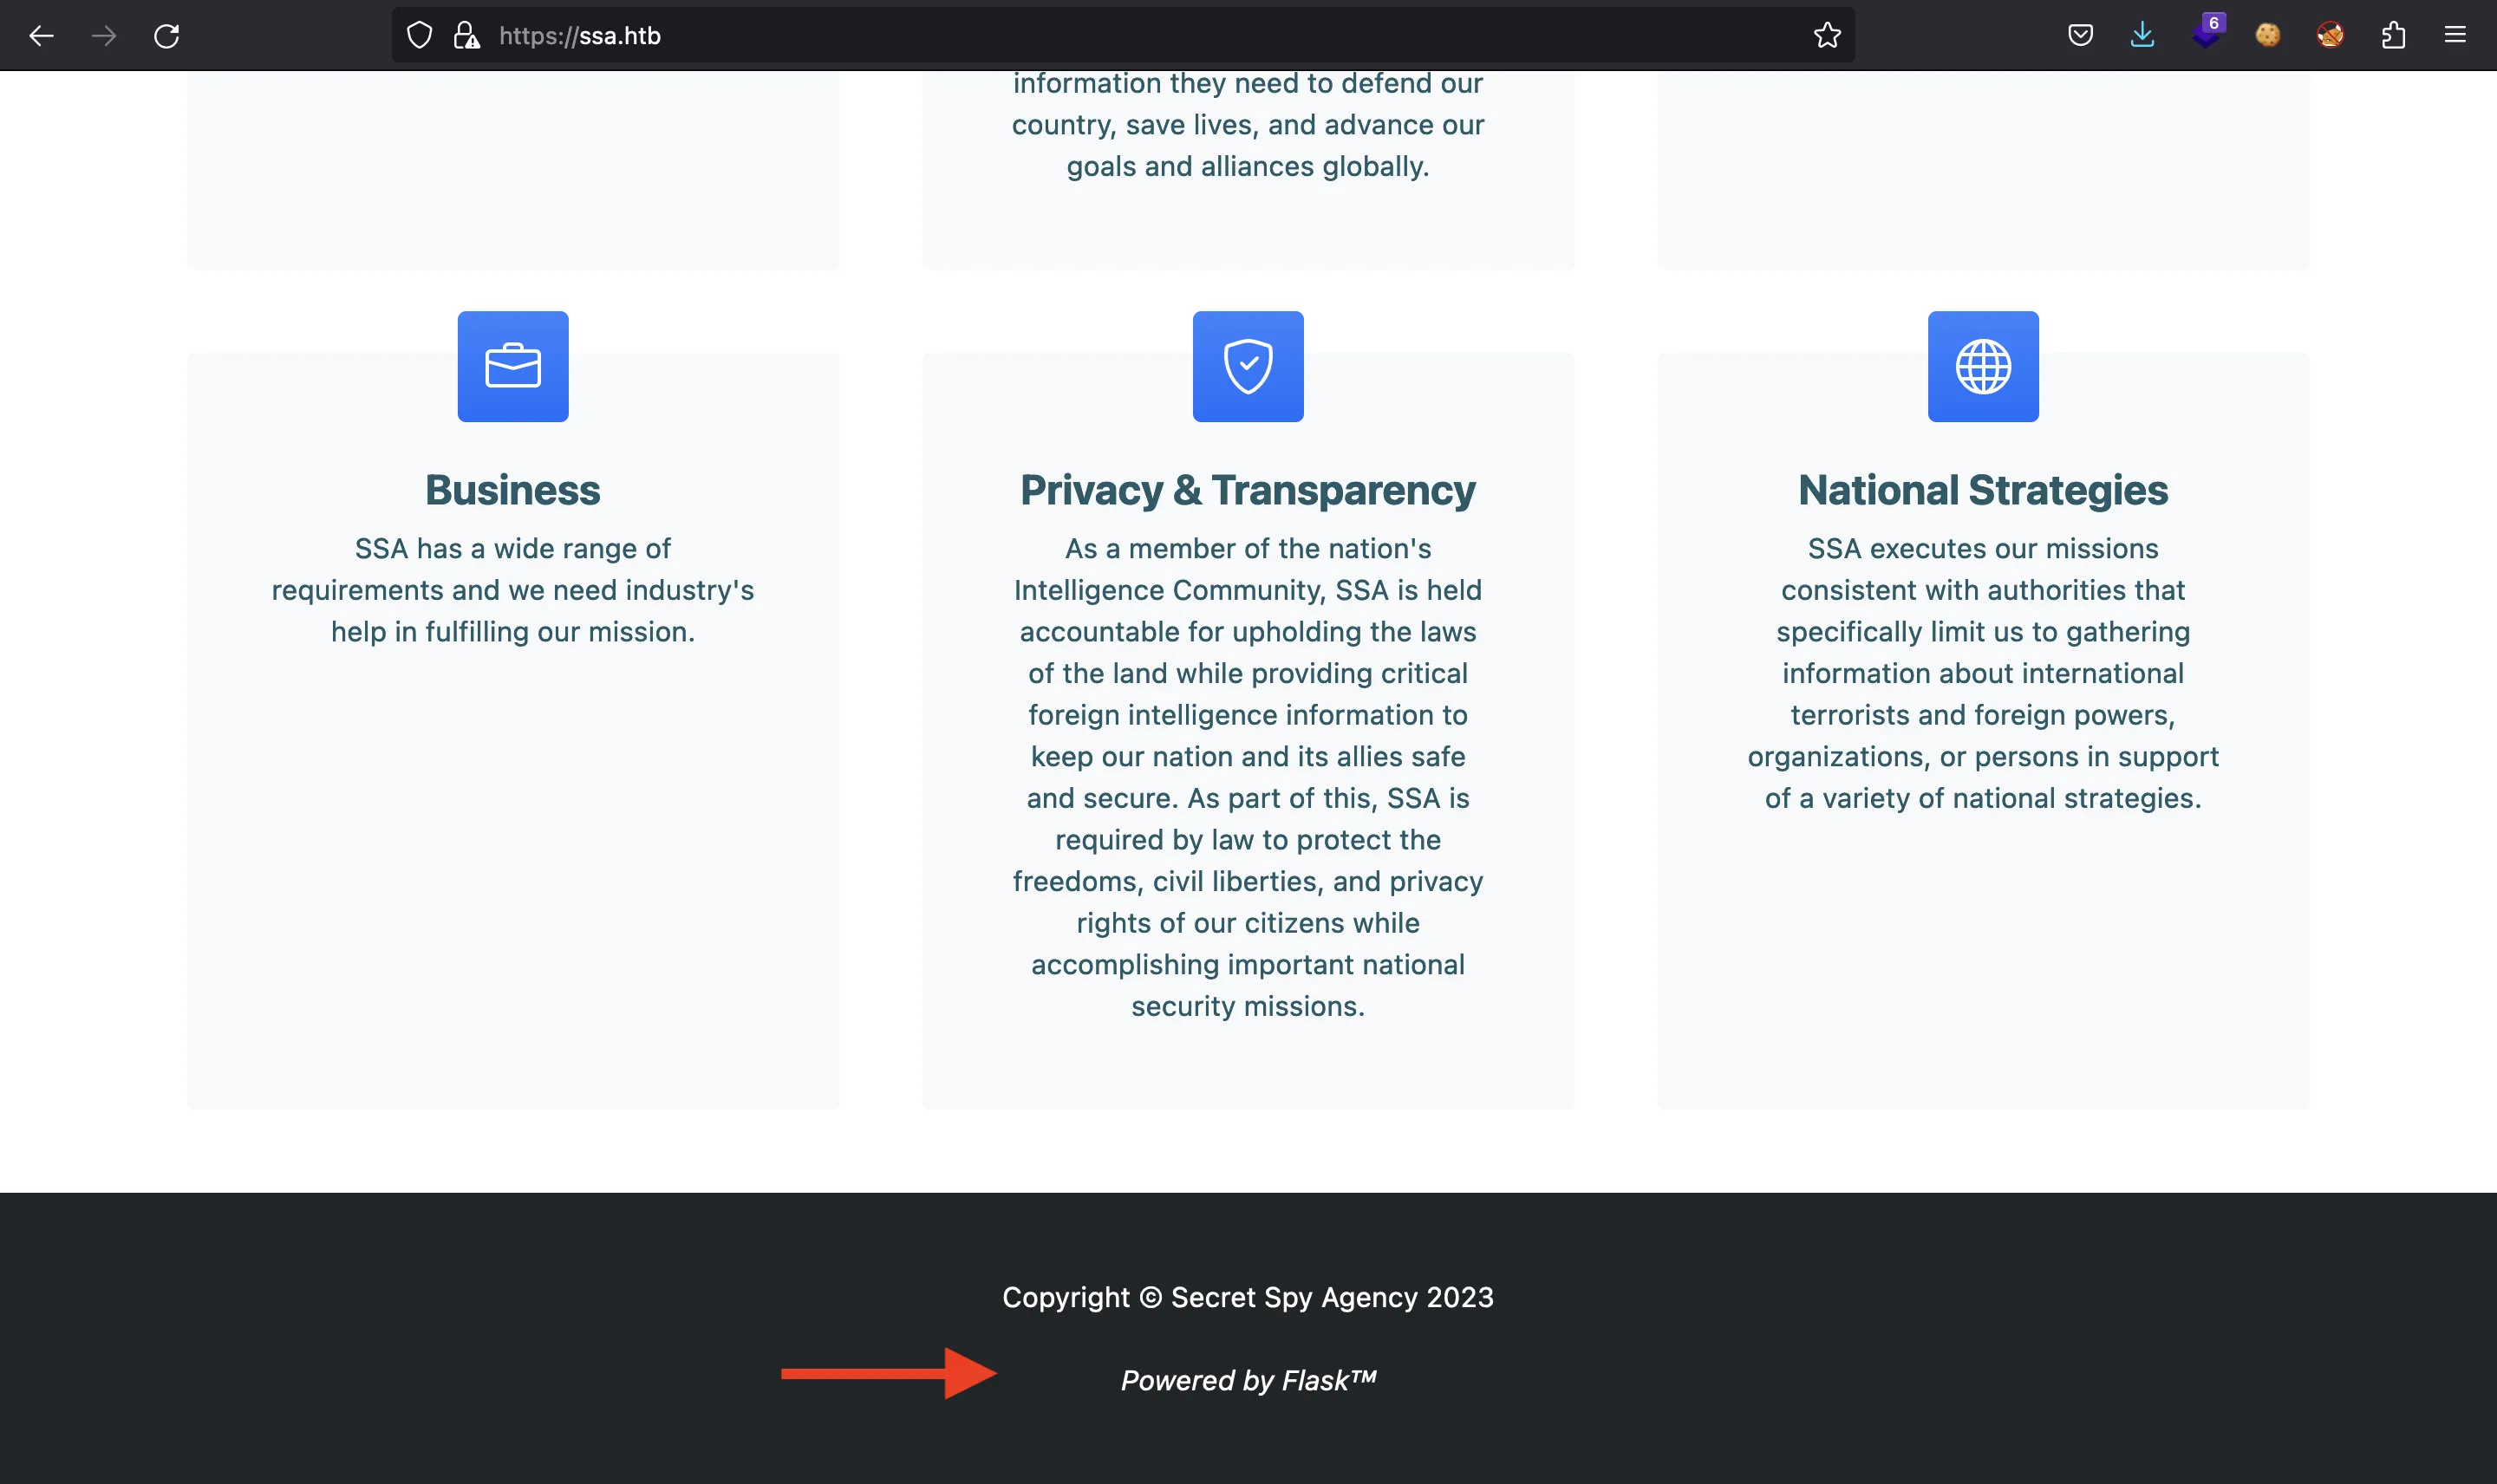 https://ssa.htb
6
information they need to defend our
country, save lives, and advance our
goals and alliances globally.
Business
SSA has a wide range of
requirements and we need industry's
help in fulfilling our mission.
Privacy & Transparency
As a member of the nation's
Intelligence Community, SSA is held
accountable for upholding the laws
of the land while providing critical
foreign intelligence information to
keep our nation and its allies safe
and secure. As part of this, SSA is
required by law to protect the
freedoms, civil liberties, and privacy
rights of our citizens while
accomplishing important national
security missions.
National Strategies
SSA executes our missions
consistent with authorities that
specifically limit us to gathering
information about international
terrorists and foreign powers,
organizations, or persons in support
of a variety of national strategies.
Copyright © Secret Spy Agency 2023
Powered by Flask™